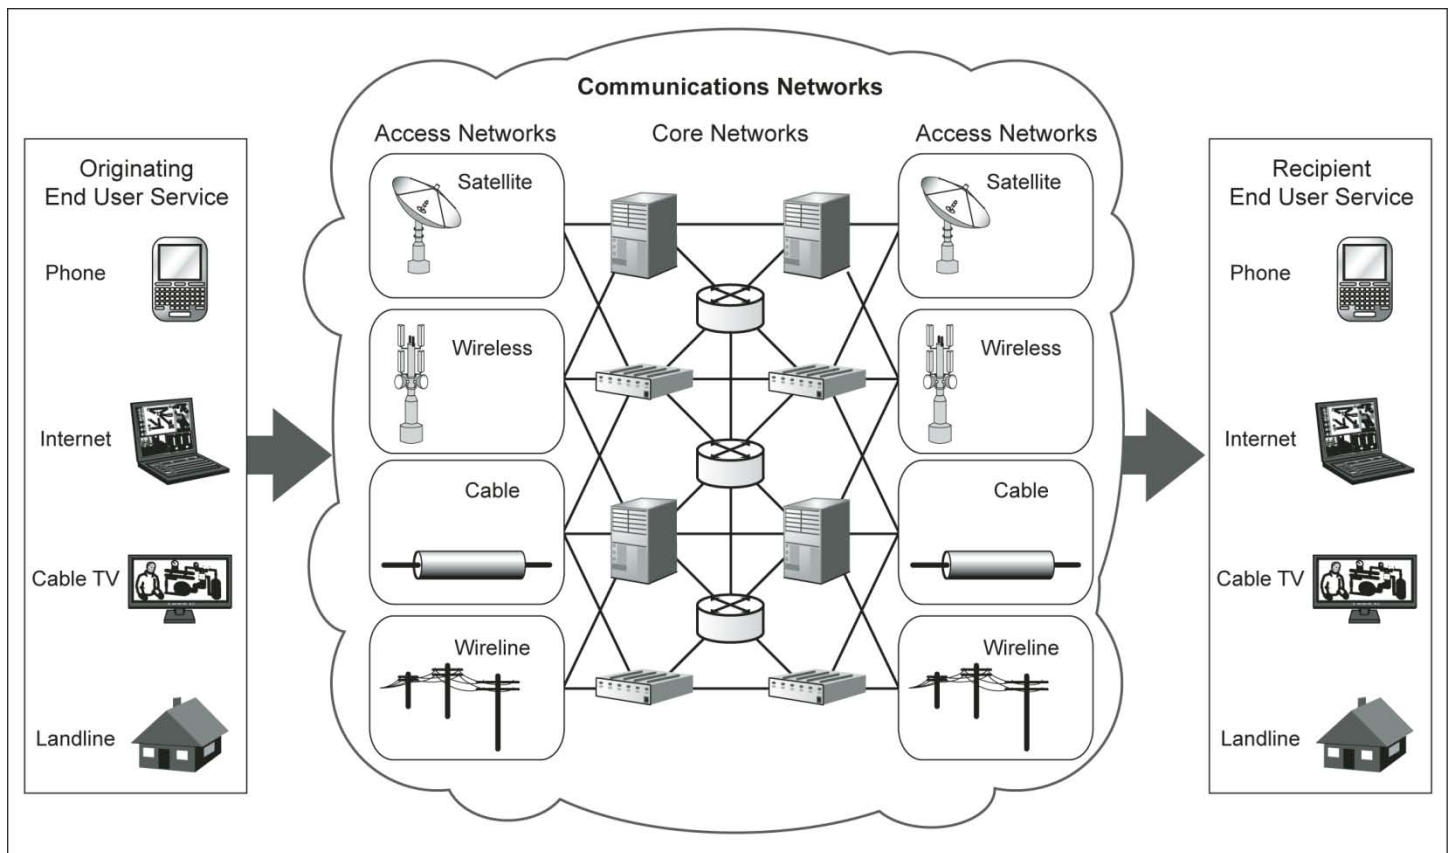 Communications Networks
Access Networks
Core Networks
Access Networks
Originating
End User Service
Phone
Internet
Cable TV
Landline
Satellite
Wireless
Cable
Wireline
Satellite
Wireless
Cable
Wireline
Recipient
End User Service
Phone
Internet
Cable TV
Landline